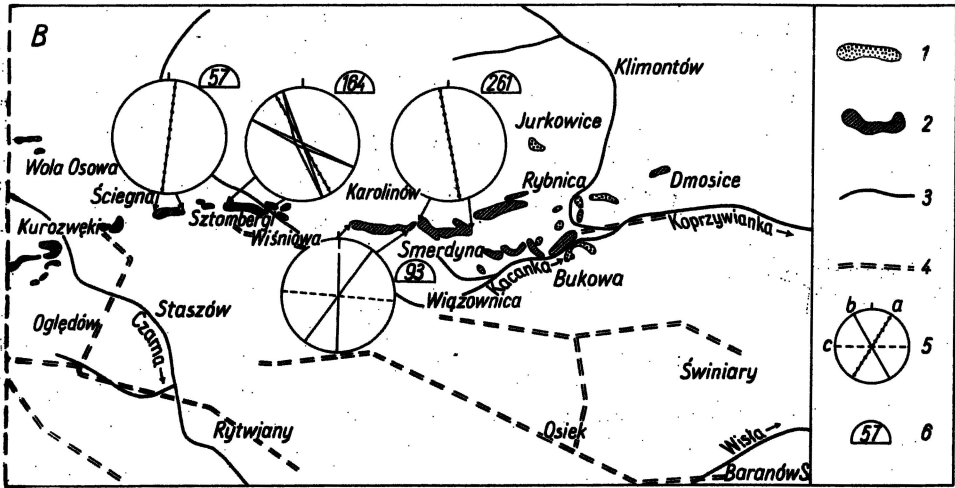 B
57
164
261
Klimontów
Jurkowice
Wola Osowa
Ściegna
Karolinów
Rybnica
Dmosice
Kurozwęki
Sztombergi
Wiśniowa
Koprzywianka
Smerdyna
93
Kacanka
Bukowa
Wiązownica
Staszów
Oględów
Czarna
Świniary
Rytwiany
Osiek
Wisła
Baranów S.
1
2
3
4
b a
c 5
57 6